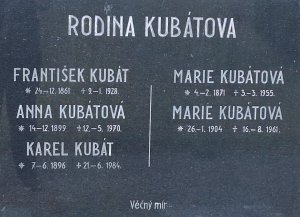 RODINA KUBÁTOVA
FRANTIŠEK KUBÁT
* 24–12. 1861 + 9–1. 1928.
ANNA KUBÁTOVÁ
* 14–12. 1899 + 12–5. 1970.
KAREL KUBÁT
* 7–6. 1896 + 21–6. 1984.
MARIE KUBÁTOVÁ
* 4–2. 1871 + 3–3. 1955.
MARIE KUBÁTOVÁ
* 26–1. 1904 + 16–8. 1961.
Věčný mír